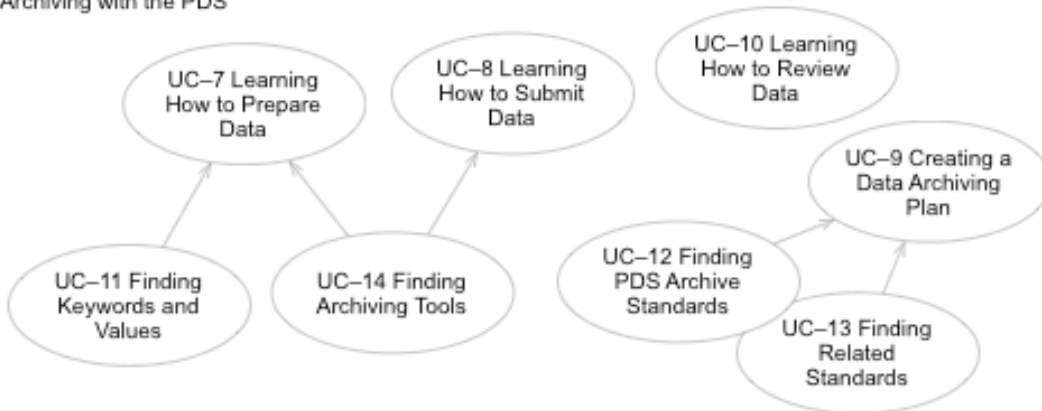 Archiving with the PDS
UC–7 Learning
How to Prepare
Data
UC–8 Learning
How to Submit
Data
UC–10 Learning
How to Review
Data
UC–9 Creating a
Data Archiving
Plan
UC–11 Finding
Keywords and
Values
UC–14 Finding
Archiving Tools
UC–12 Finding
PDS Archive
Standards
UC–13 Finding
Related
Standards